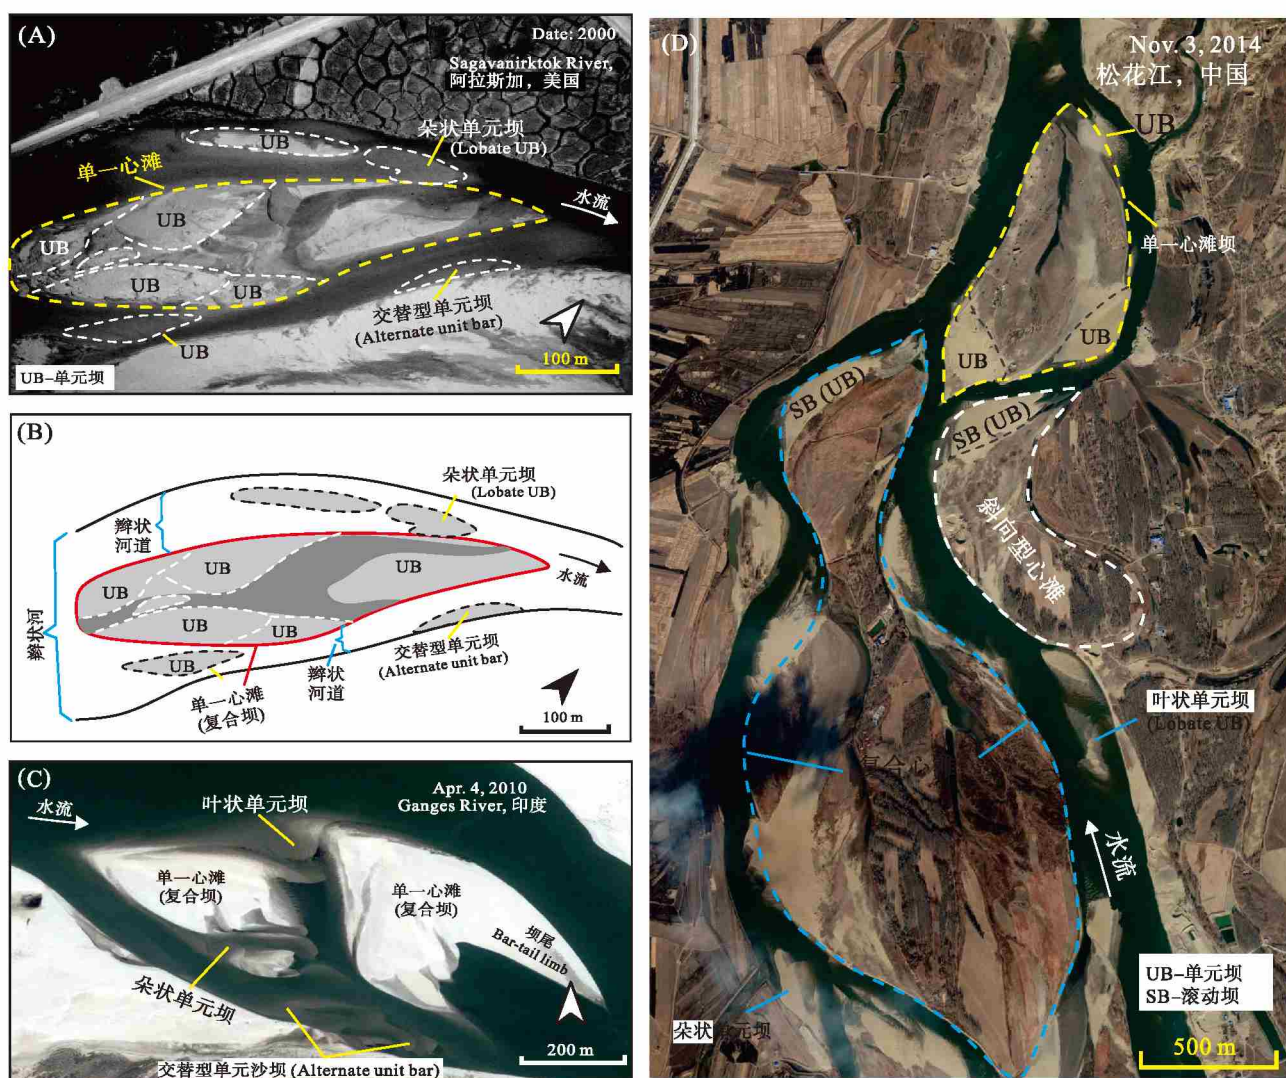 (A)
Date: 2000
Sagavanirktok River,
阿拉斯加，美国
UB
朵状单元坝
(Lobate UB)
单一心滩
水流
UB
UB
UB
UB
交替型单元坝
(Alternate unit bar)
UB
UB–单元坝
100 m
(B)
朵状单元坝
(Lobate UB)
辫状
河道
水流
UB
UB
UB
UB
UB
UB
辫状河
辫状
河道
交替型单元坝
(Alternate unit bar)
单一心滩
(复合坝)
100 m
(C)
Apr. 4, 2010
Ganges River, 印度
水流
叶状单元坝
单一心滩
(复合坝)
单一心滩
(复合坝)
坝尾
Bar-tail limb
朵状单元坝
交替型单元沙坝 (Alternate unit bar)
200 m
(D)
Nov. 3, 2014
松花江，中国
UB
单一心滩坝
UB
UB
SB (UB)
SB (UB)
斜向型心滩
叶状单元坝
(Lobate UB)
复合心
水流
朵状单元坝
UB–单元坝
SB–滚动坝
500 m